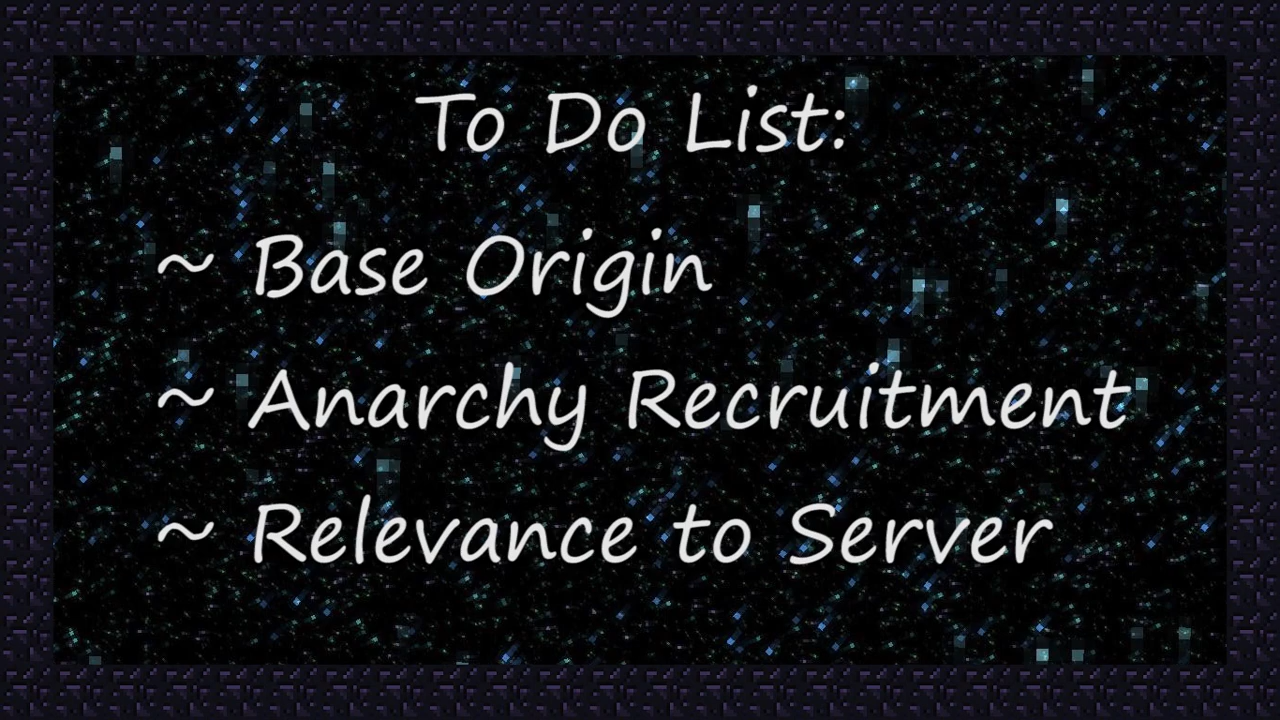 To Do List:
~ Base Origin
~ Anarchy Recruitment
~ Relevance to Server